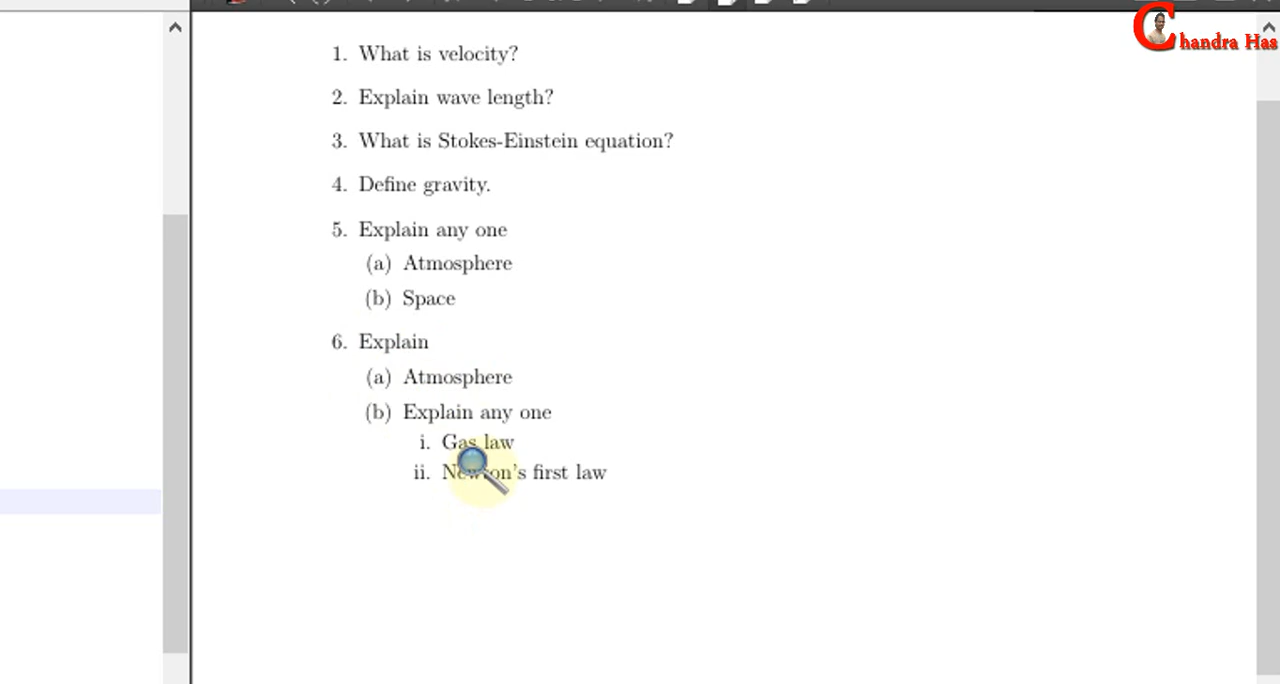 Chandra Has
1. What is velocity?
2. Explain wave length?
3. What is Stokes-Einstein equation?
4. Define gravity.
5. Explain any one
(a) Atmosphere
(b) Space
6. Explain
(a) Atmosphere
(b) Explain any one
i. Gas law
ii. Newton's first law